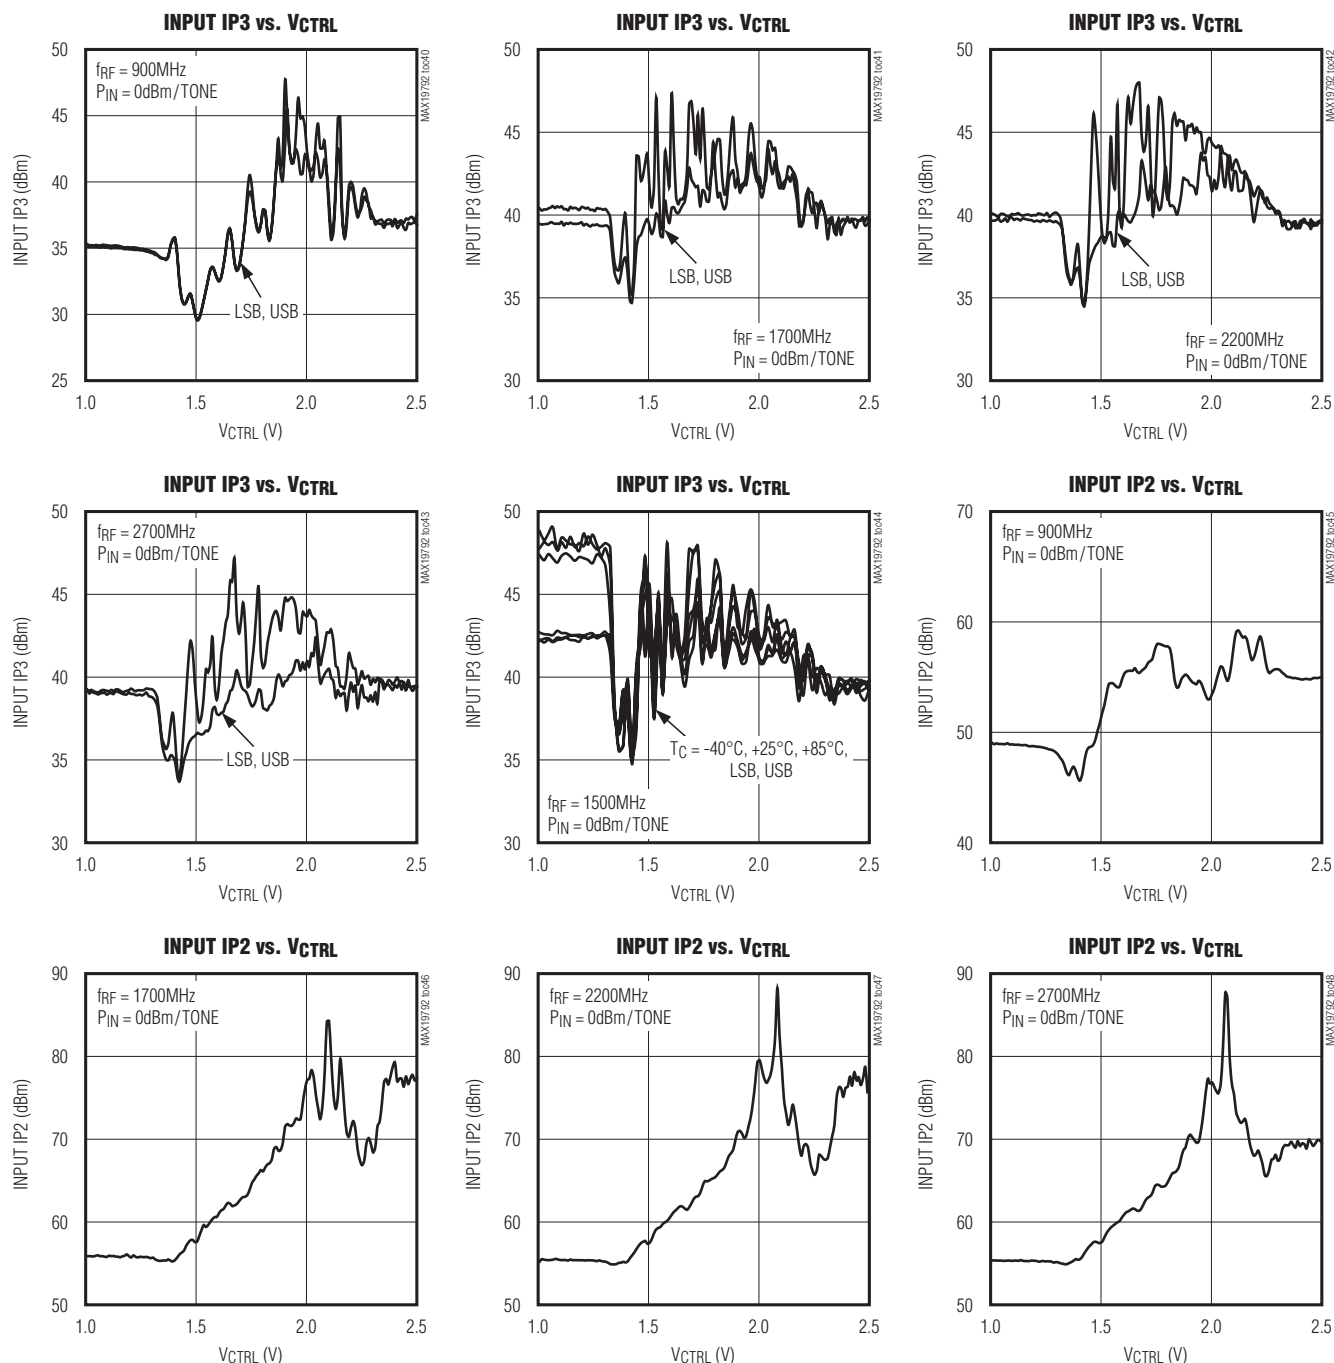 INPUT IP3 vs. VCTRL
fRF = 900MHz
PIN = 0dBm/TONE
MAX19792 toc40
INPUT IP3 (dBm)
50
45
40
35
30
25
LSB, USB
1.0 1.5 2.0 2.5
VCTRL (V)
INPUT IP3 vs. VCTRL
MAX19792 toc41
INPUT IP3 (dBm)
50
45
40
35
30
LSB, USB
fRF = 1700MHz
PIN = 0dBm/TONE
1.0 1.5 2.0 2.5
VCTRL (V)
INPUT IP3 vs. VCTRL
MAX19792 toc42
INPUT IP3 (dBm)
50
45
40
35
30
LSB, USB
fRF = 2200MHz
PIN = 0dBm/TONE
1.0 1.5 2.0 2.5
VCTRL (V)
INPUT IP3 vs. VCTRL
fRF = 2700MHz
PIN = 0dBm/TONE
MAX19792 toc43
INPUT IP3 (dBm)
50
45
40
35
30
LSB, USB
1.0 1.5 2.0 2.5
VCTRL (V)
INPUT IP3 vs. VCTRL
MAX19792 toc44
INPUT IP3 (dBm)
50
45
40
35
30
TC = -40°C, +25°C, +85°C,
LSB, USB
fRF = 1500MHz
PIN = 0dBm/TONE
1.0 1.5 2.0 2.5
VCTRL (V)
INPUT IP2 vs. VCTRL
fRF = 900MHz
PIN = 0dBm/TONE
MAX19792 toc45
INPUT IP2 (dBm)
70
60
50
40
1.0 1.5 2.0 2.5
VCTRL (V)
INPUT IP2 vs. VCTRL
fRF = 1700MHz
PIN = 0dBm/TONE
MAX19792 toc46
INPUT IP2 (dBm)
90
80
70
60
50
1.0 1.5 2.0 2.5
VCTRL (V)
INPUT IP2 vs. VCTRL
fRF = 2200MHz
PIN = 0dBm/TONE
MAX19792 toc47
INPUT IP2 (dBm)
90
80
70
60
50
1.0 1.5 2.0 2.5
VCTRL (V)
INPUT IP2 vs. VCTRL
fRF = 2700MHz
PIN = 0dBm/TONE
MAX19792 toc48
INPUT IP2 (dBm)
90
80
70
60
50
1.0 1.5 2.0 2.5
VCTRL (V)